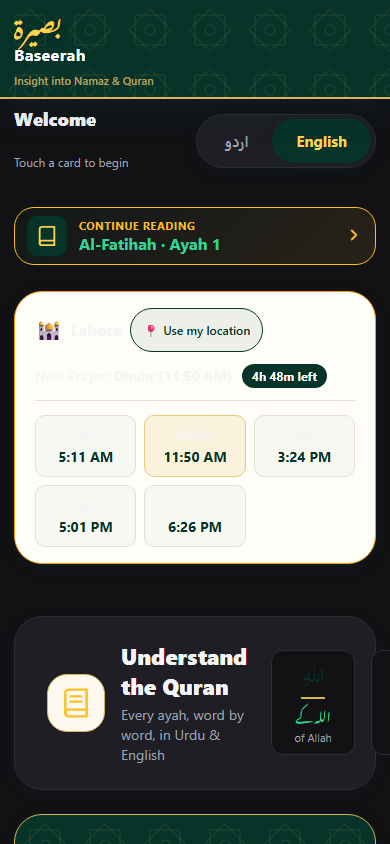 بصيرة
Baseerah
Insight into Namaz & Quran
Welcome
اردو
English
Touch a card to begin
CONTINUE READING
Al-Fatihah · Ayah 1
Lahore
Use my location
Next Prayer: Dhuhr (11:50 AM)
4h 48m left
5:11 AM
11:50 AM
3:24 PM
5:01 PM
6:26 PM
Understand
the Quran
Every ayah, word by
word, in Urdu &
English
اللہ کے
of Allah